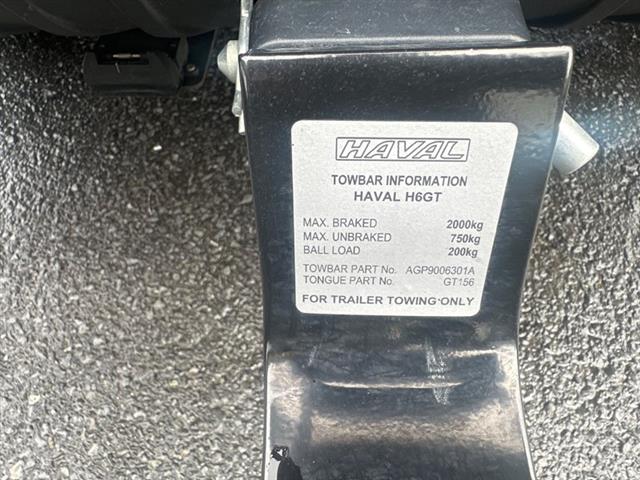 HAVAL
TOWBAR INFORMATION
HAVAL H6GT
MAX. BRAKED 2000kg
MAX. UNBRAKED 750kg
BALL LOAD 200kg
TOWBAR PART No. AGP9006301A
TONGUE PART No. GT156
FOR TRAILER TOWING ONLY